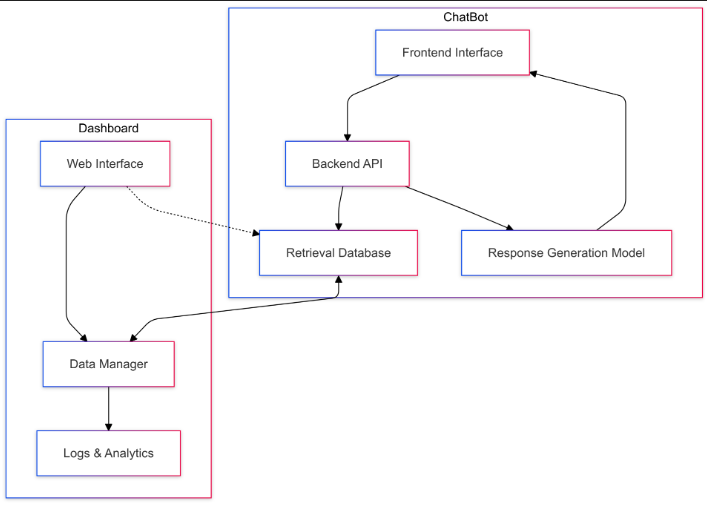 ChatBot
Frontend Interface
Dashboard
Web Interface
Backend API
Retrieval Database
Response Generation Model
Data Manager
Logs & Analytics